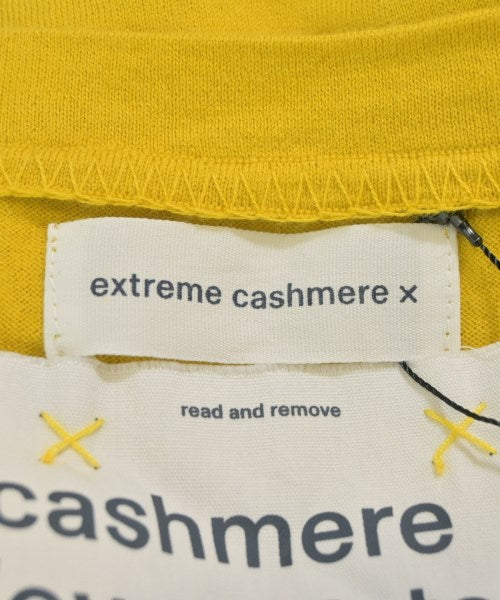 extreme cashmere ×
read and remove
cashmere